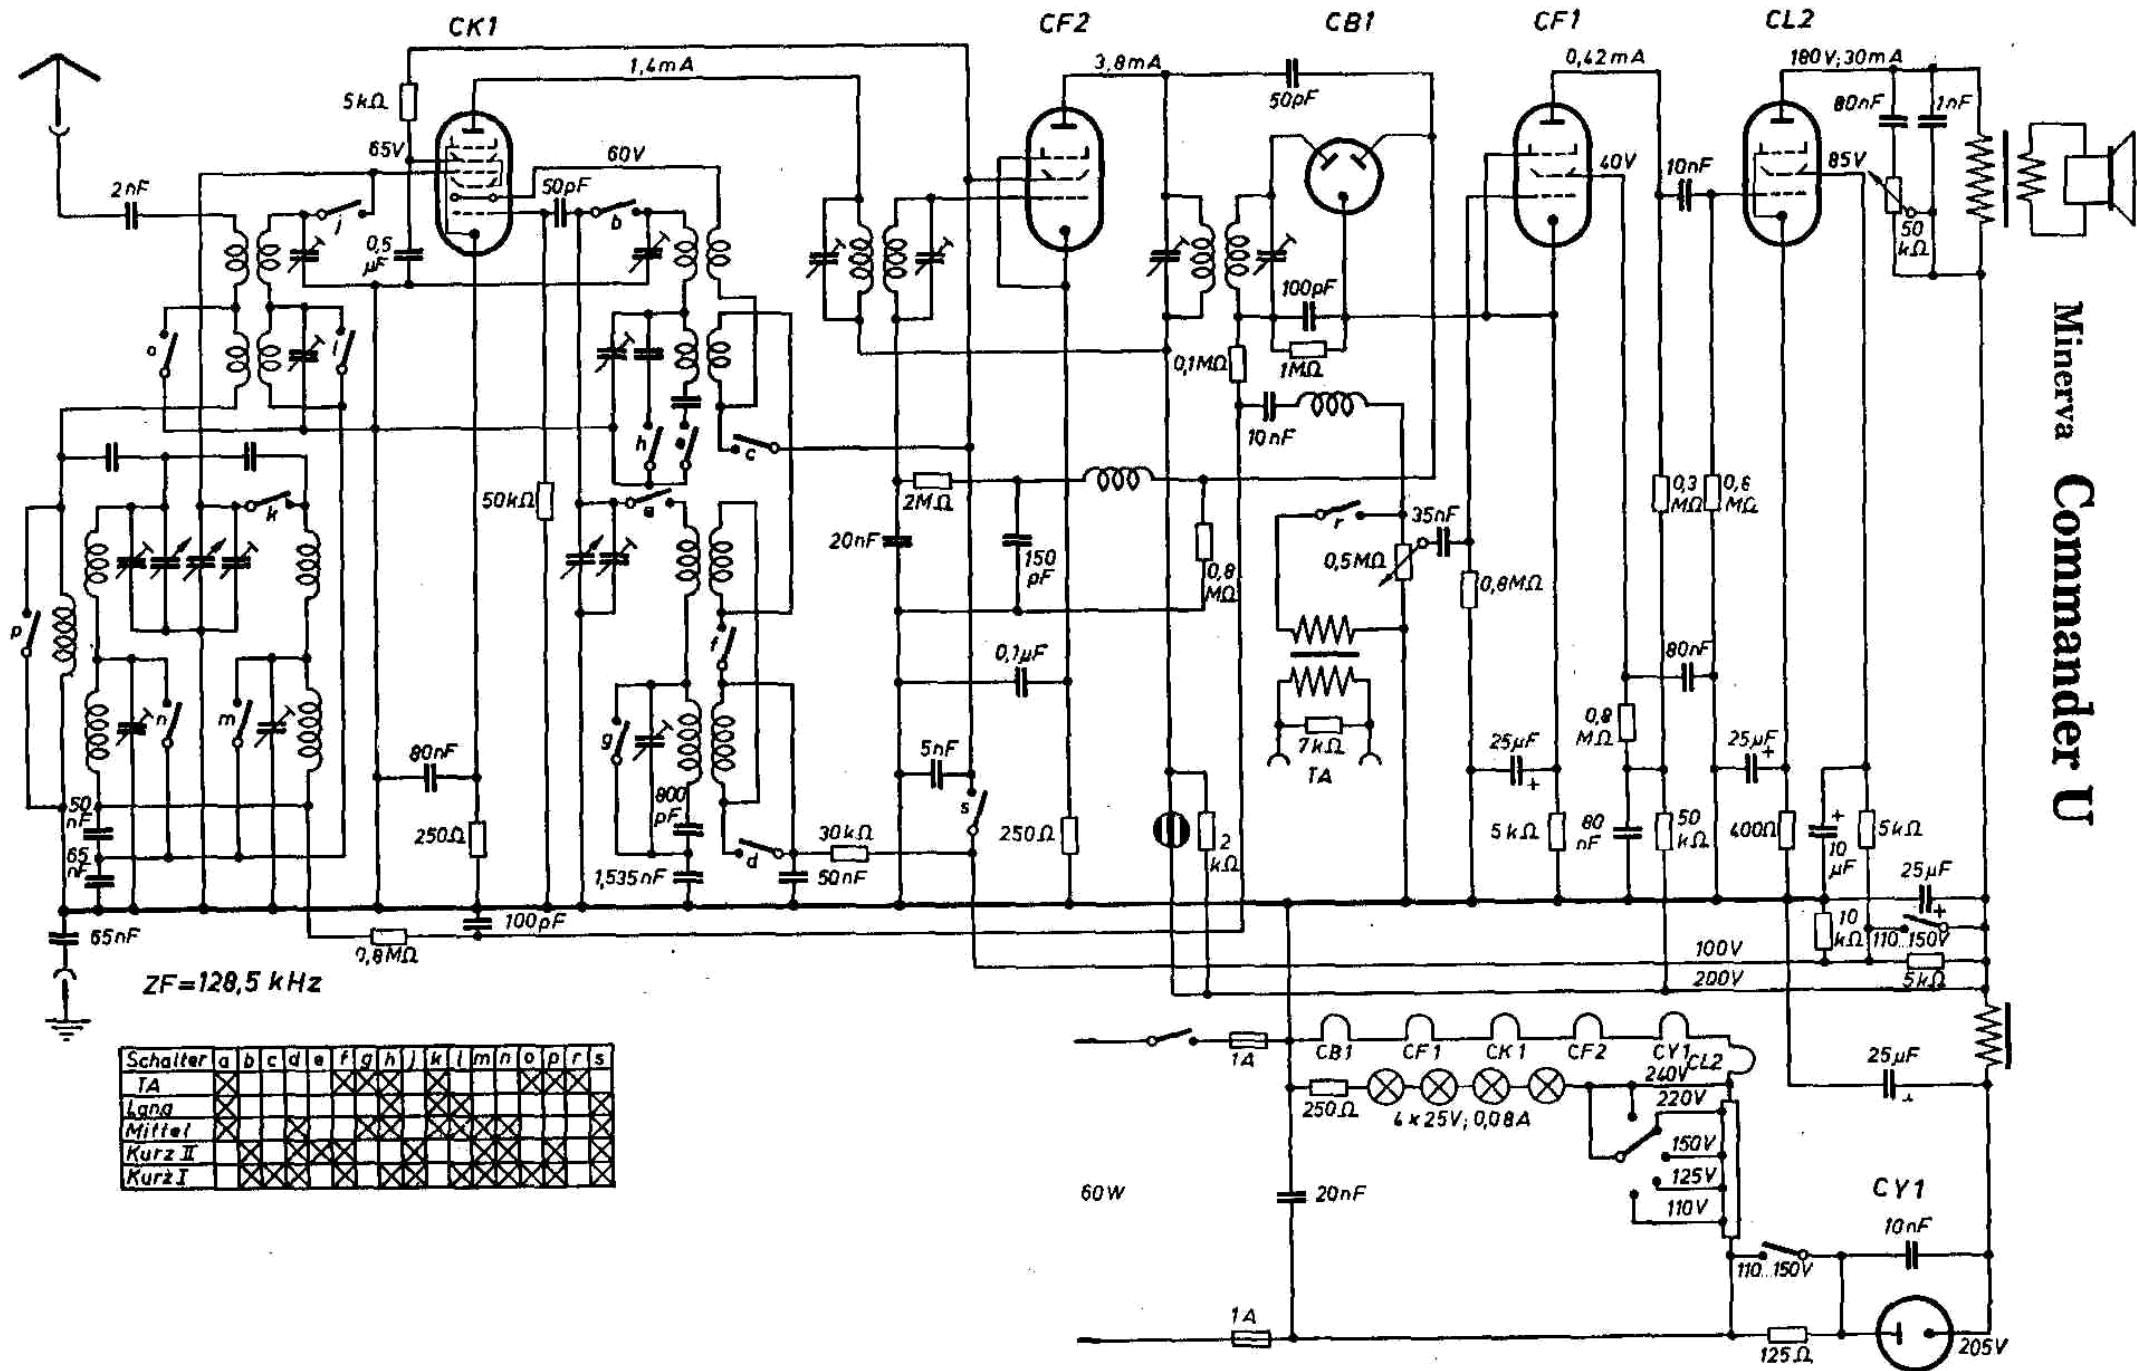 CK1
CF2
CB1
CF1
CL2
1,4mA
3,8mA
0,42mA
180V; 30mA
5kΩ
50pF
80nF
1nF
65V
60V
40V
85V
2nF
50pF
10nF
j
b
0,5 µF
50 kΩ
100pF
o
l
0,1MΩ
1MΩ
10nF
h
e
c
k
50kΩ
a
2MΩ
r
35nF
0,3 MΩ
0,6 MΩ
20nF
150 pF
0,8 MΩ
0,5MΩ
0,8MΩ
p
f
0,1µF
80nF
n
m
g
7kΩ
TA
0,8 MΩ
25µF
+
25µF
+
80nF
5nF
50 nF
800 pF
s
65 nF
250Ω
30kΩ
250Ω
2 kΩ
5kΩ
80 nF
50 kΩ
400Ω
+
10 µF
5kΩ
d
1,535nF
50nF
25µF
+
65nF
100pF
0,8MΩ
10 kΩ
110...150V
100V
200V
5kΩ
ZF=128,5 kHz
Minerva Commander U
1A
CB1
CF1
CK1
CF2
CY1
CL2
250Ω
4 x 25V; 0,08A
240V
220V
150V
125V
110V
25µF
Schalter a b c d e f g h j k l m n o p r s
TA
Lang
Mittel
Kurz II
Kurz I
60W
20nF
CY1
10nF
110...150V
1A
125Ω
205V